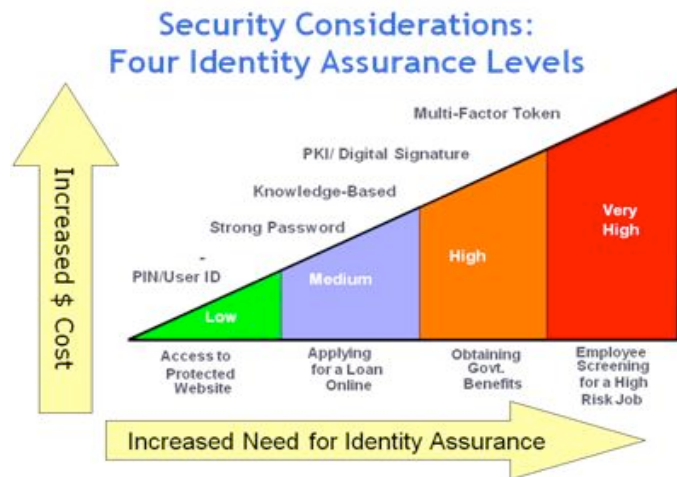 Security Considerations:
Four Identity Assurance Levels
Increased $ Cost
Multi-Factor Token
PKI/ Digital Signature
Knowledge-Based
Strong Password
-
PIN/User ID
Low
Medium
High
Very
High
Access to
Protected
Website
Applying
for a Loan
Online
Obtaining
Govt.
Benefits
Employee
Screening
for a High
Risk Job
Increased Need for Identity Assurance